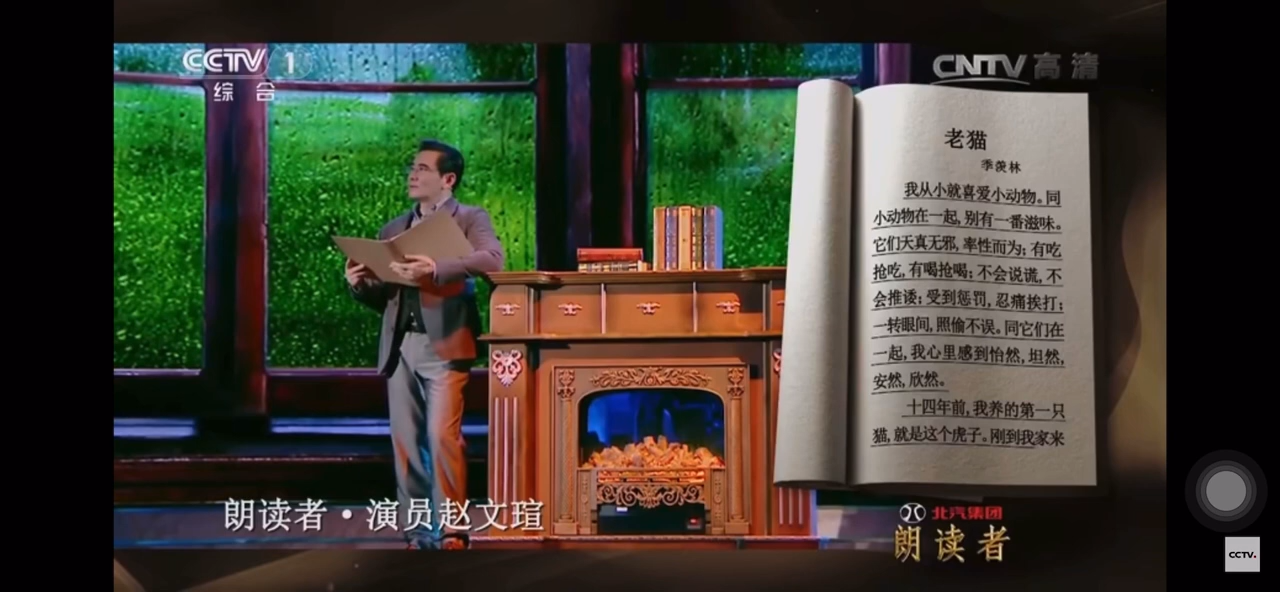 CCTV 1
综合
CNTV 高清
老猫
季羡林
我从小就喜爱小动物。同
小动物在一起,别有一番滋味。
它们天真无邪,率性而为;有吃
抢吃,有喝抢喝;不会说谎,不
会推诿;受到惩罚,忍痛挨打;
一转眼间,照偷不误。同它们在
一起,我心里感到怡然,坦然,
安然,欣然。
十四年前,我养的第一只
猫,就是这个虎子。刚到我家来
朗读者·演员赵文瑄
北汽集团
朗读者
CCTV.